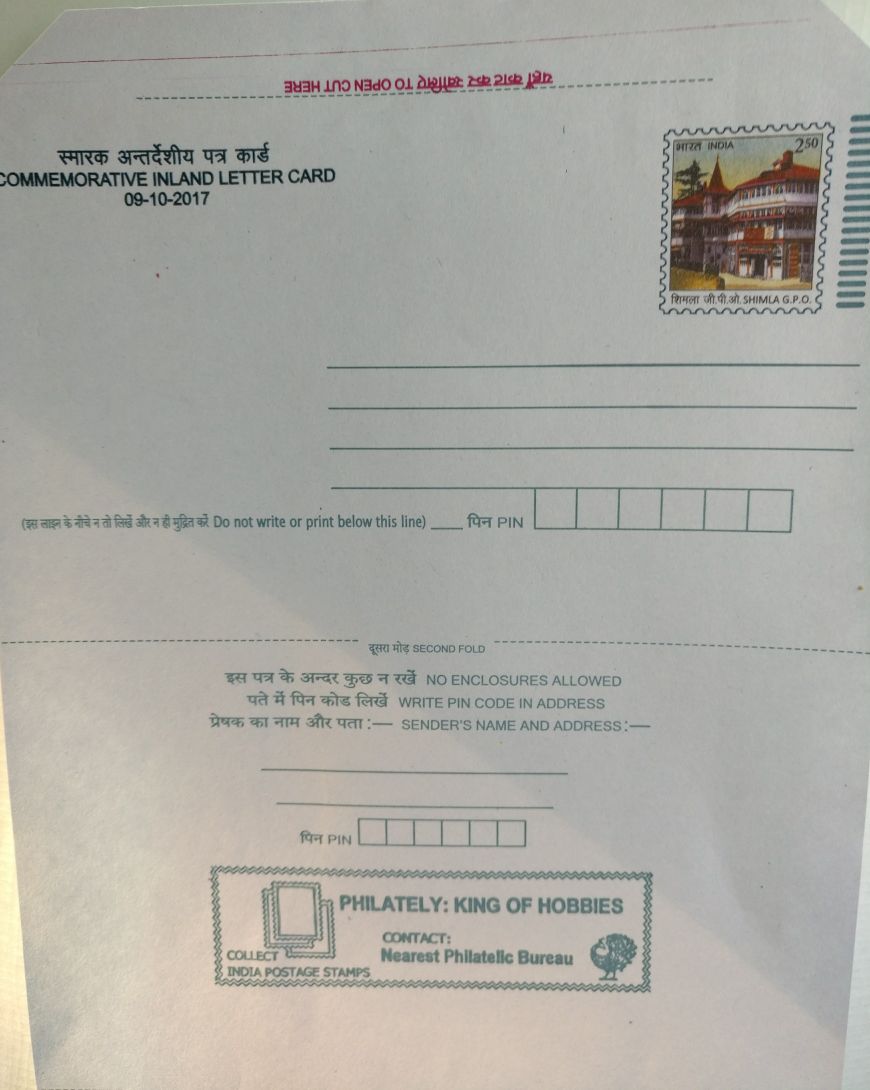 यहाँ काट कर खोलिए TO OPEN CUT HERE
स्मारक अन्तर्देशीय पत्र कार्ड
COMMEMORATIVE INLAND LETTER CARD
09-10-2017
भारत INDIA 250
शिमला जी.पी.ओ. SHIMLA G.P.O.
(इस लाइन के नीचे न तो लिखें और न ही मुद्रित करें Do not write or print below this line) ____ पिन PIN
दूसरा मोड़ SECOND FOLD
इस पत्र के अन्दर कुछ न रखें NO ENCLOSURES ALLOWED
पते में पिन कोड लिखें WRITE PIN CODE IN ADDRESS
प्रेषक का नाम और पता :— SENDER'S NAME AND ADDRESS :—
पिन PIN
PHILATELY: KING OF HOBBIES
CONTACT:
Nearest Philatelic Bureau
COLLECT
INDIA POSTAGE STAMPS